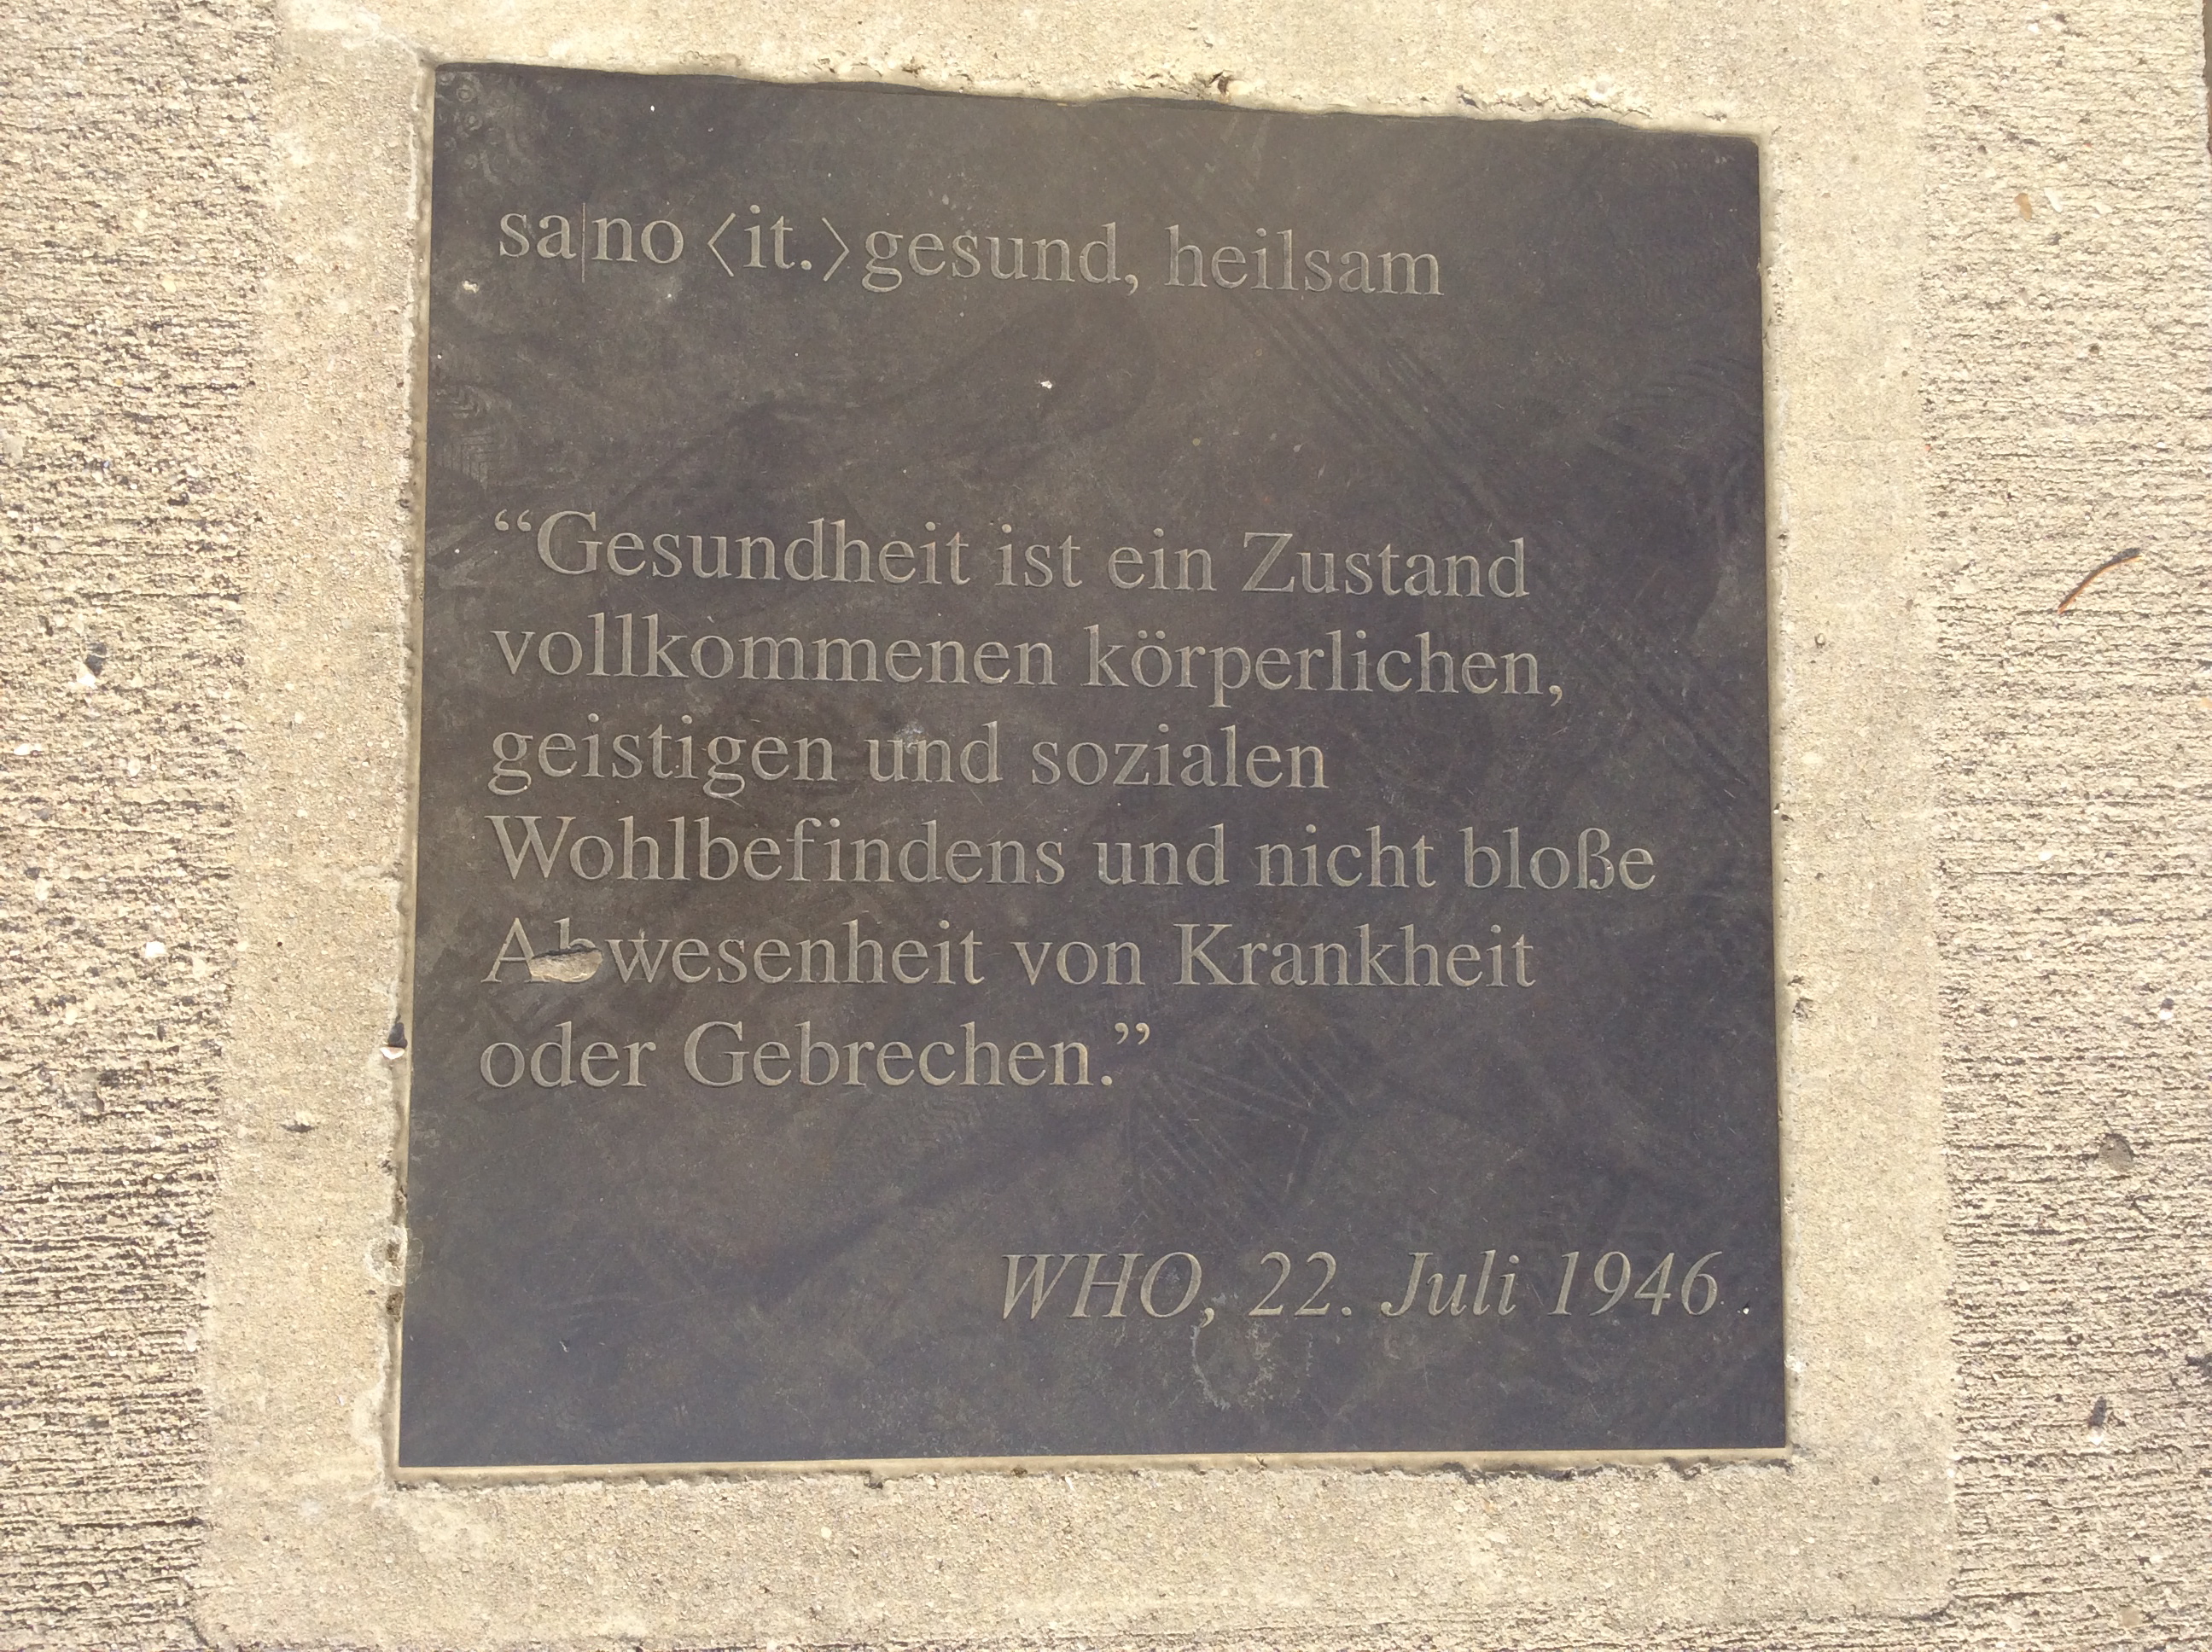 sa|no ⟨it.⟩ gesund, heilsam
“Gesundheit ist ein Zustand
vollkommenen körperlichen,
geistigen und sozialen
Wohlbefindens und nicht bloße
Abwesenheit von Krankheit
oder Gebrechen.”
WHO, 22. Juli 1946